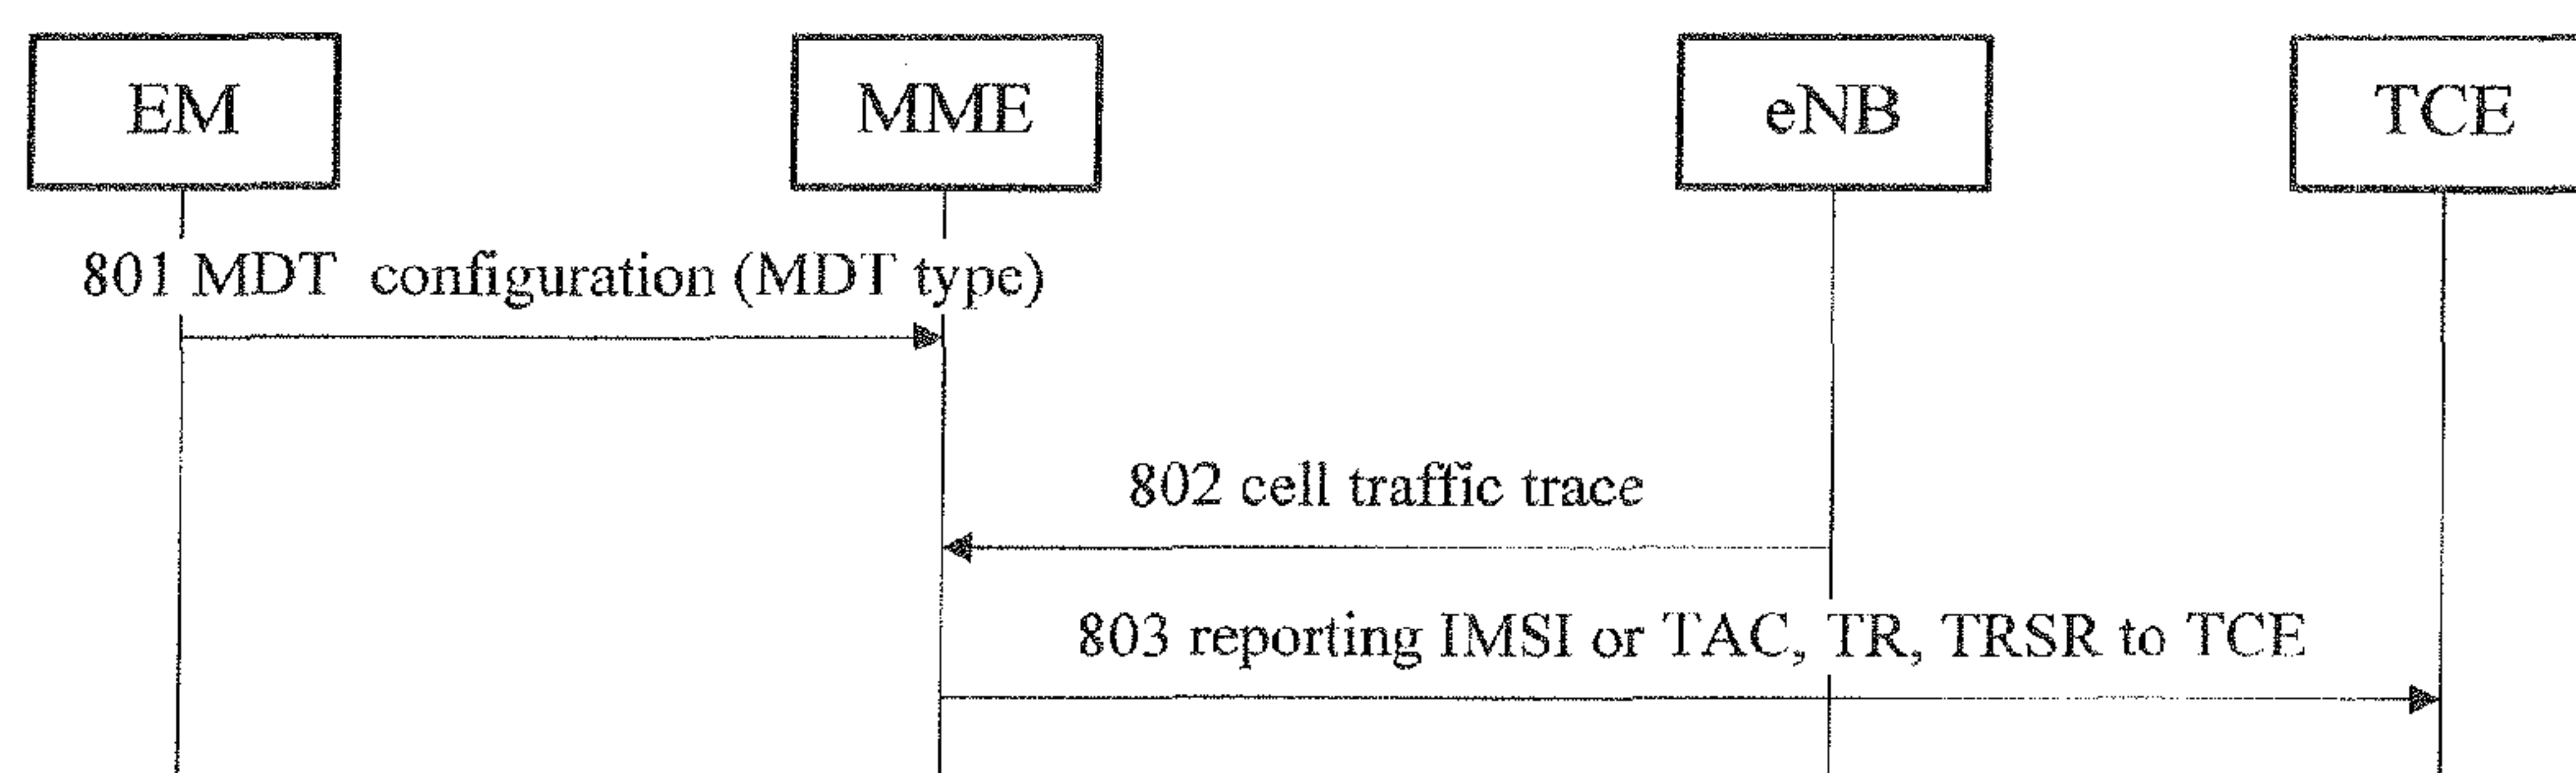 EM
MME
eNB
TCE
801 MDT configuration (MDT type)
802 cell traffic trace
803 reporting IMSI or TAC, TR, TRSR to TCE